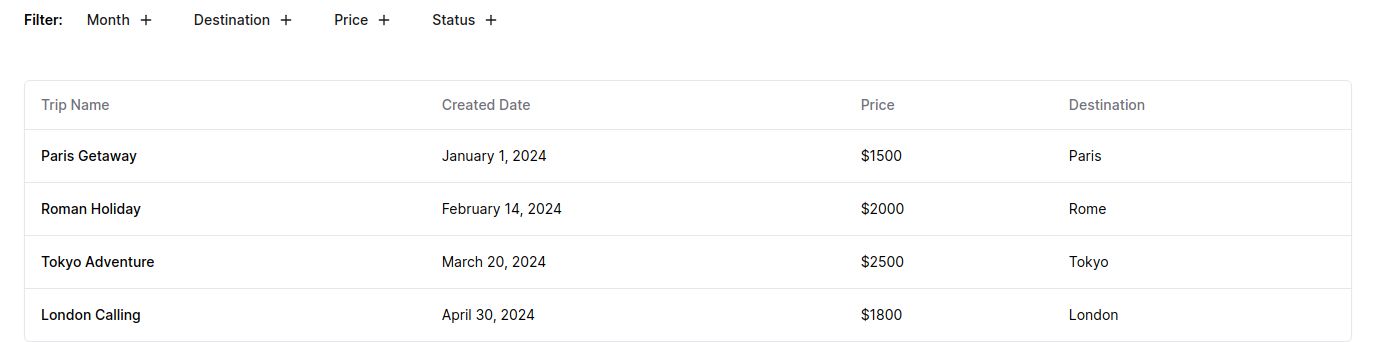 Filter: Month + Destination + Price + Status +
Trip Name Created Date Price Destination
Paris Getaway January 1, 2024 $1500 Paris
Roman Holiday February 14, 2024 $2000 Rome
Tokyo Adventure March 20, 2024 $2500 Tokyo
London Calling April 30, 2024 $1800 London